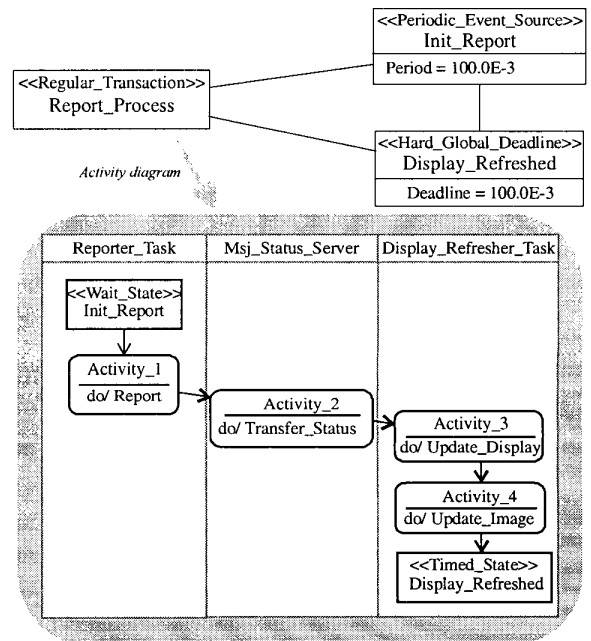 <<Periodic_Event_Source>>
Init_Report
Period = 100.0E-3
<<Regular_Transaction>>
Report_Process
<<Hard_Global_Deadline>>
Display_Refreshed
Deadline = 100.0E-3
Activity diagram
Reporter_Task
Msj_Status_Server
Display_Refresher_Task
<<Wait_State>>
Init_Report
Activity_1
do/ Report
Activity_2
do/ Transfer_Status
Activity_3
do/ Update_Display
Activity_4
do/ Update_Image
<<Timed_State>>
Display_Refreshed